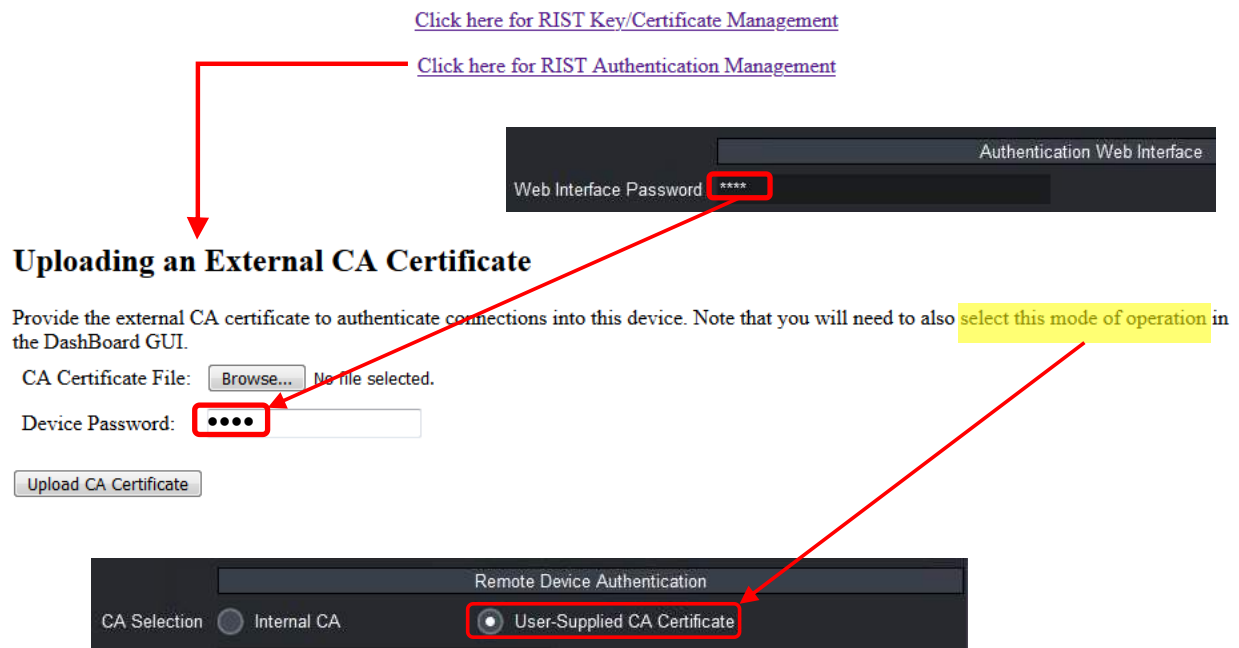 Click here for RIST Key/Certificate Management
Click here for RIST Authentication Management
Authentication Web Interface
Web Interface Password ****
Uploading an External CA Certificate
Provide the external CA certificate to authenticate connections into this device. Note that you will need to also select this mode of operation in
the DashBoard GUI.
CA Certificate File: Browse... No file selected.
Device Password: ●●●●
Upload CA Certificate
Remote Device Authentication
CA Selection Internal CA User-Supplied CA Certificate